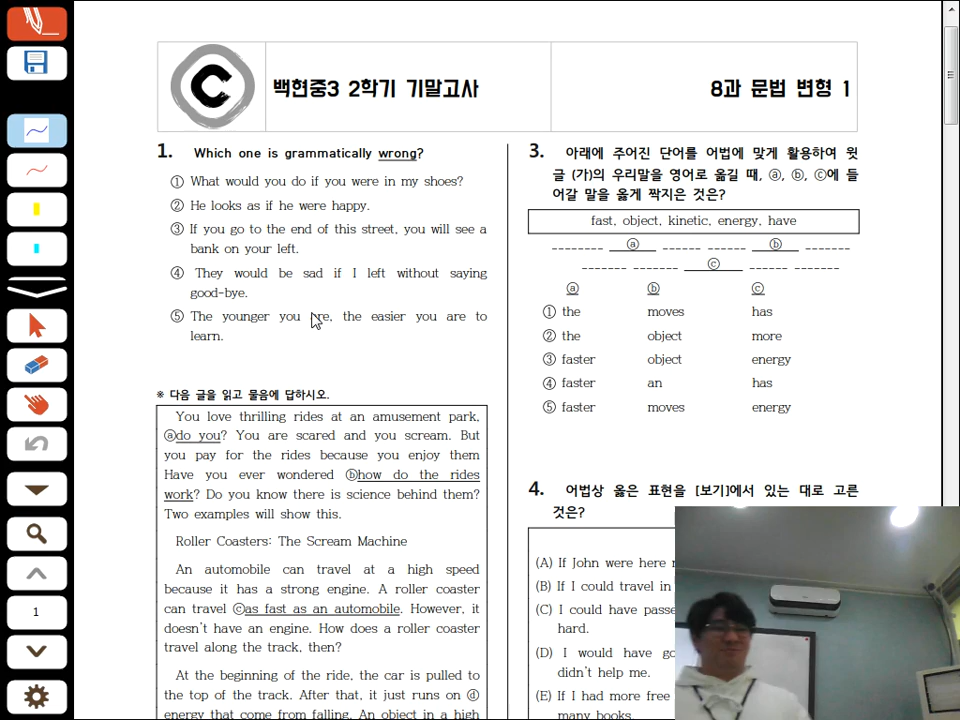 C
백현중3 2학기 기말고사
8과 문법 변형 1
1. Which one is grammatically wrong?
① What would you do if you were in my shoes?
② He looks as if he were happy.
③ If you go to the end of this street, you will see a
bank on your left.
④ They would be sad if I left without saying
good-bye.
⑤ The younger you are, the easier you are to
learn.
※ 다음 글을 읽고 물음에 답하시오.
You love thrilling rides at an amusement park,
ⓐdo you? You are scared and you scream. But
you pay for the rides because you enjoy them
Have you ever wondered ⓑhow do the rides
work? Do you know there is science behind them?
Two examples will show this.
Roller Coasters: The Scream Machine
An automobile can travel at a high speed
because it has a strong engine. A roller coaster
can travel ⓒas fast as an automobile. However, it
doesn't have an engine. How does a roller coaster
travel along the track, then?
At the beginning of the ride, the car is pulled to
the top of the track. After that, it just runs on ⓓ
energy that come from falling. An object in a high
3. 아래에 주어진 단어를 어법에 맞게 활용하여 윗
글 (가)의 우리말을 영어로 옮길 때, ⓐ, ⓑ, ⓒ에 들
어갈 말을 옳게 짝지은 것은?
fast, object, kinetic, energy, have
-------- ⓐ ------ ------ ⓑ -------
------- ------- ⓒ ------ -------
ⓐ ⓑ ⓒ
① the moves has
② the object more
③ faster object energy
④ faster an has
⑤ faster moves energy
4. 어법상 옳은 표현을 [보기]에서 있는 대로 고른
것은?
(A) If John were here
(B) If I could travel in
(C) I could have passe
hard.
(D) I would have go
didn't help me.
(E) If I had more free
many books.
1